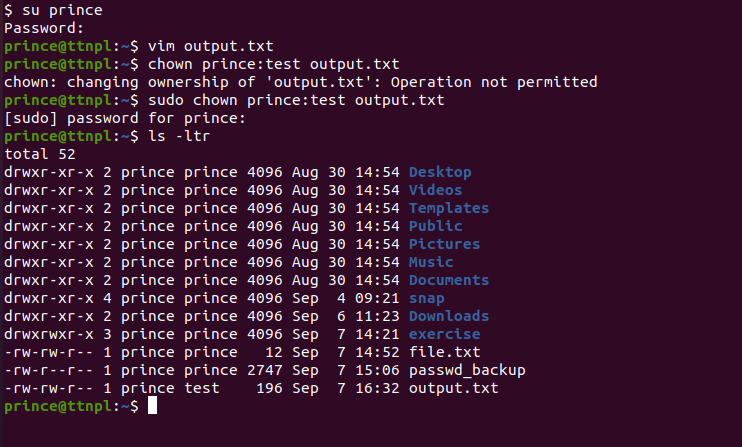 $ su prince
Password:
prince@ttnpl:~$ vim output.txt
prince@ttnpl:~$ chown prince:test output.txt
chown: changing ownership of 'output.txt': Operation not permitted
prince@ttnpl:~$ sudo chown prince:test output.txt
[sudo] password for prince:
prince@ttnpl:~$ ls -ltr
total 52
drwxr-xr-x 2 prince prince 4096 Aug 30 14:54 Desktop
drwxr-xr-x 2 prince prince 4096 Aug 30 14:54 Videos
drwxr-xr-x 2 prince prince 4096 Aug 30 14:54 Templates
drwxr-xr-x 2 prince prince 4096 Aug 30 14:54 Public
drwxr-xr-x 2 prince prince 4096 Aug 30 14:54 Pictures
drwxr-xr-x 2 prince prince 4096 Aug 30 14:54 Music
drwxr-xr-x 2 prince prince 4096 Aug 30 14:54 Documents
drwxr-xr-x 4 prince prince 4096 Sep  4 09:21 snap
drwxr-xr-x 2 prince prince 4096 Sep  6 11:23 Downloads
drwxrwxr-x 3 prince prince 4096 Sep  7 14:21 exercise
-rw-rw-r-- 1 prince prince   12 Sep  7 14:52 file.txt
-rw-r--r-- 1 prince prince 2747 Sep  7 15:06 passwd_backup
-rw-rw-r-- 1 prince test    196 Sep  7 16:32 output.txt
prince@ttnpl:~$